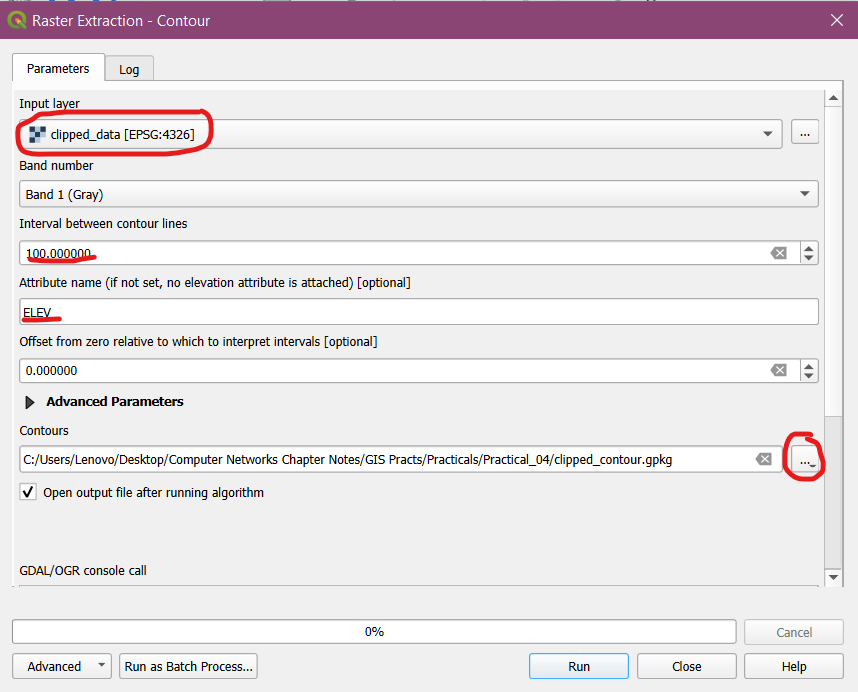 Raster Extraction - Contour
Parameters
Log
Input layer
clipped_data [EPSG:4326]
...
Band number
Band 1 (Gray)
Interval between contour lines
100.000000
Attribute name (if not set, no elevation attribute is attached) [optional]
ELEV
Offset from zero relative to which to interpret intervals [optional]
0.000000
Advanced Parameters
Contours
C:/Users/Lenovo/Desktop/Computer Networks Chapter Notes/GIS Practs/Practicals/Practical_04/clipped_contour.gpkg
...
Open output file after running algorithm
GDAL/OGR console call
0%
Cancel
Advanced
Run as Batch Process...
Run
Close
Help